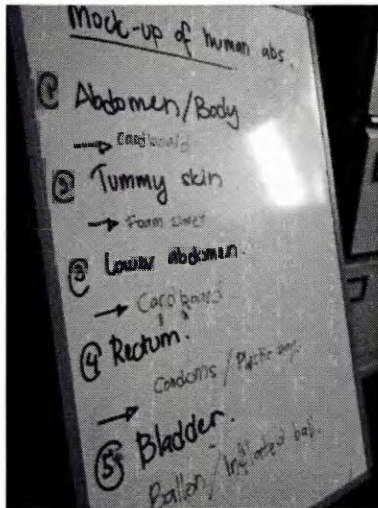 Mock-up of human abs.
① Abdomen/Body
→ Cardboard
② Tummy skin
→ Foam sheet
③ Lower abdomen.
→ Cardboard
④ Rectum.
→ Condoms / Plastic bags
⑤ Bladder.
Ballon / Inflated ball.